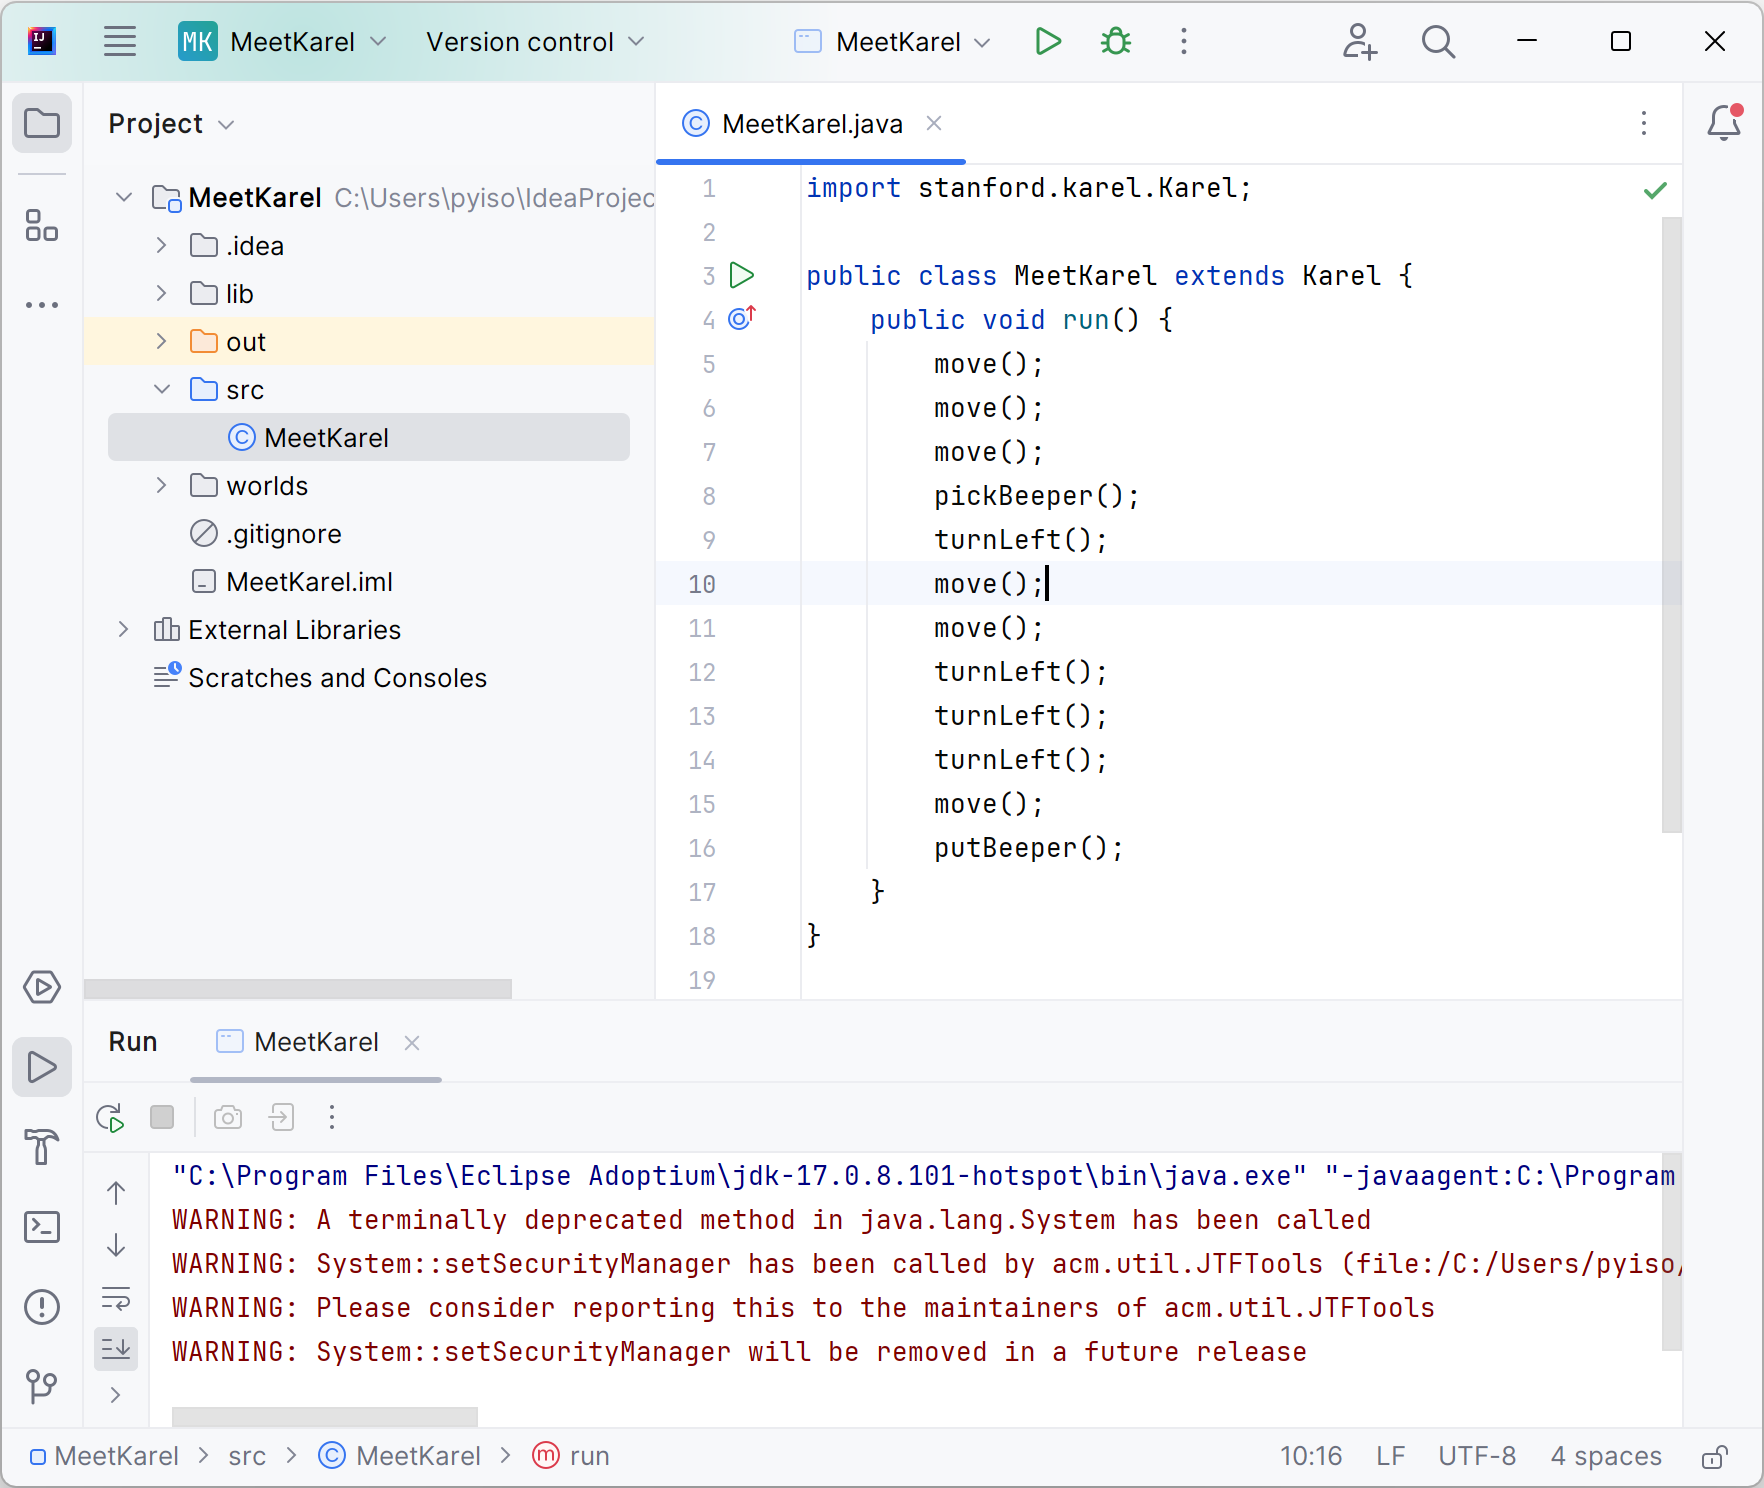 IJ
MK MeetKarel Version control MeetKarel
Project
MeetKarel.java
MeetKarel C:\Users\pyiso\IdeaProjec
.idea
lib
out
src
MeetKarel
worlds
.gitignore
MeetKarel.iml
External Libraries
Scratches and Consoles
1 import stanford.karel.Karel;
2
3 public class MeetKarel extends Karel {
4 public void run() {
5 move();
6 move();
7 move();
8 pickBeeper();
9 turnLeft();
10 move();
11 move();
12 turnLeft();
13 turnLeft();
14 turnLeft();
15 move();
16 putBeeper();
17 }
18 }
19
Run MeetKarel
"C:\Program Files\Eclipse Adoptium\jdk-17.0.8.101-hotspot\bin\java.exe" "-javaagent:C:\Program
WARNING: A terminally deprecated method in java.lang.System has been called
WARNING: System::setSecurityManager has been called by acm.util.JTFTools (file:/C:/Users/pyiso/
WARNING: Please consider reporting this to the maintainers of acm.util.JTFTools
WARNING: System::setSecurityManager will be removed in a future release
MeetKarel > src > C MeetKarel > m run 10:16 LF UTF-8 4 spaces